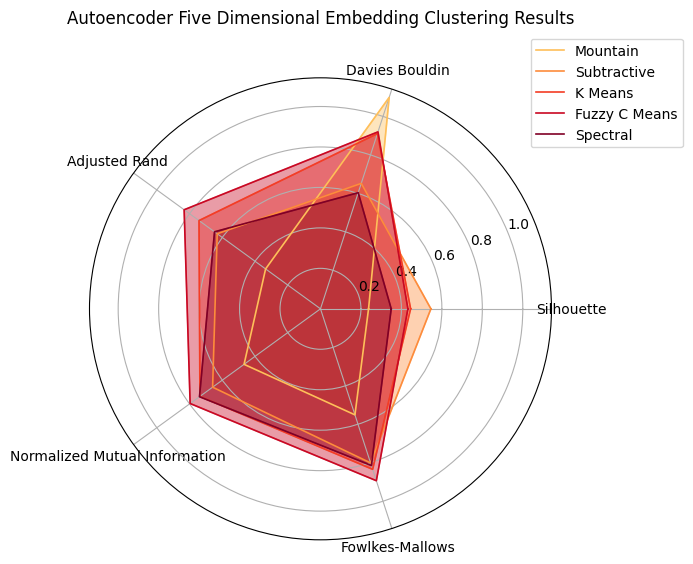 Autoencoder Five Dimensional Embedding Clustering Results
Mountain
Subtractive
K Means
Fuzzy C Means
Spectral
Davies Bouldin
Adjusted Rand
1.0
0.8
0.6
0.4
0.2
Silhouette
Normalized Mutual Information
Fowlkes-Mallows